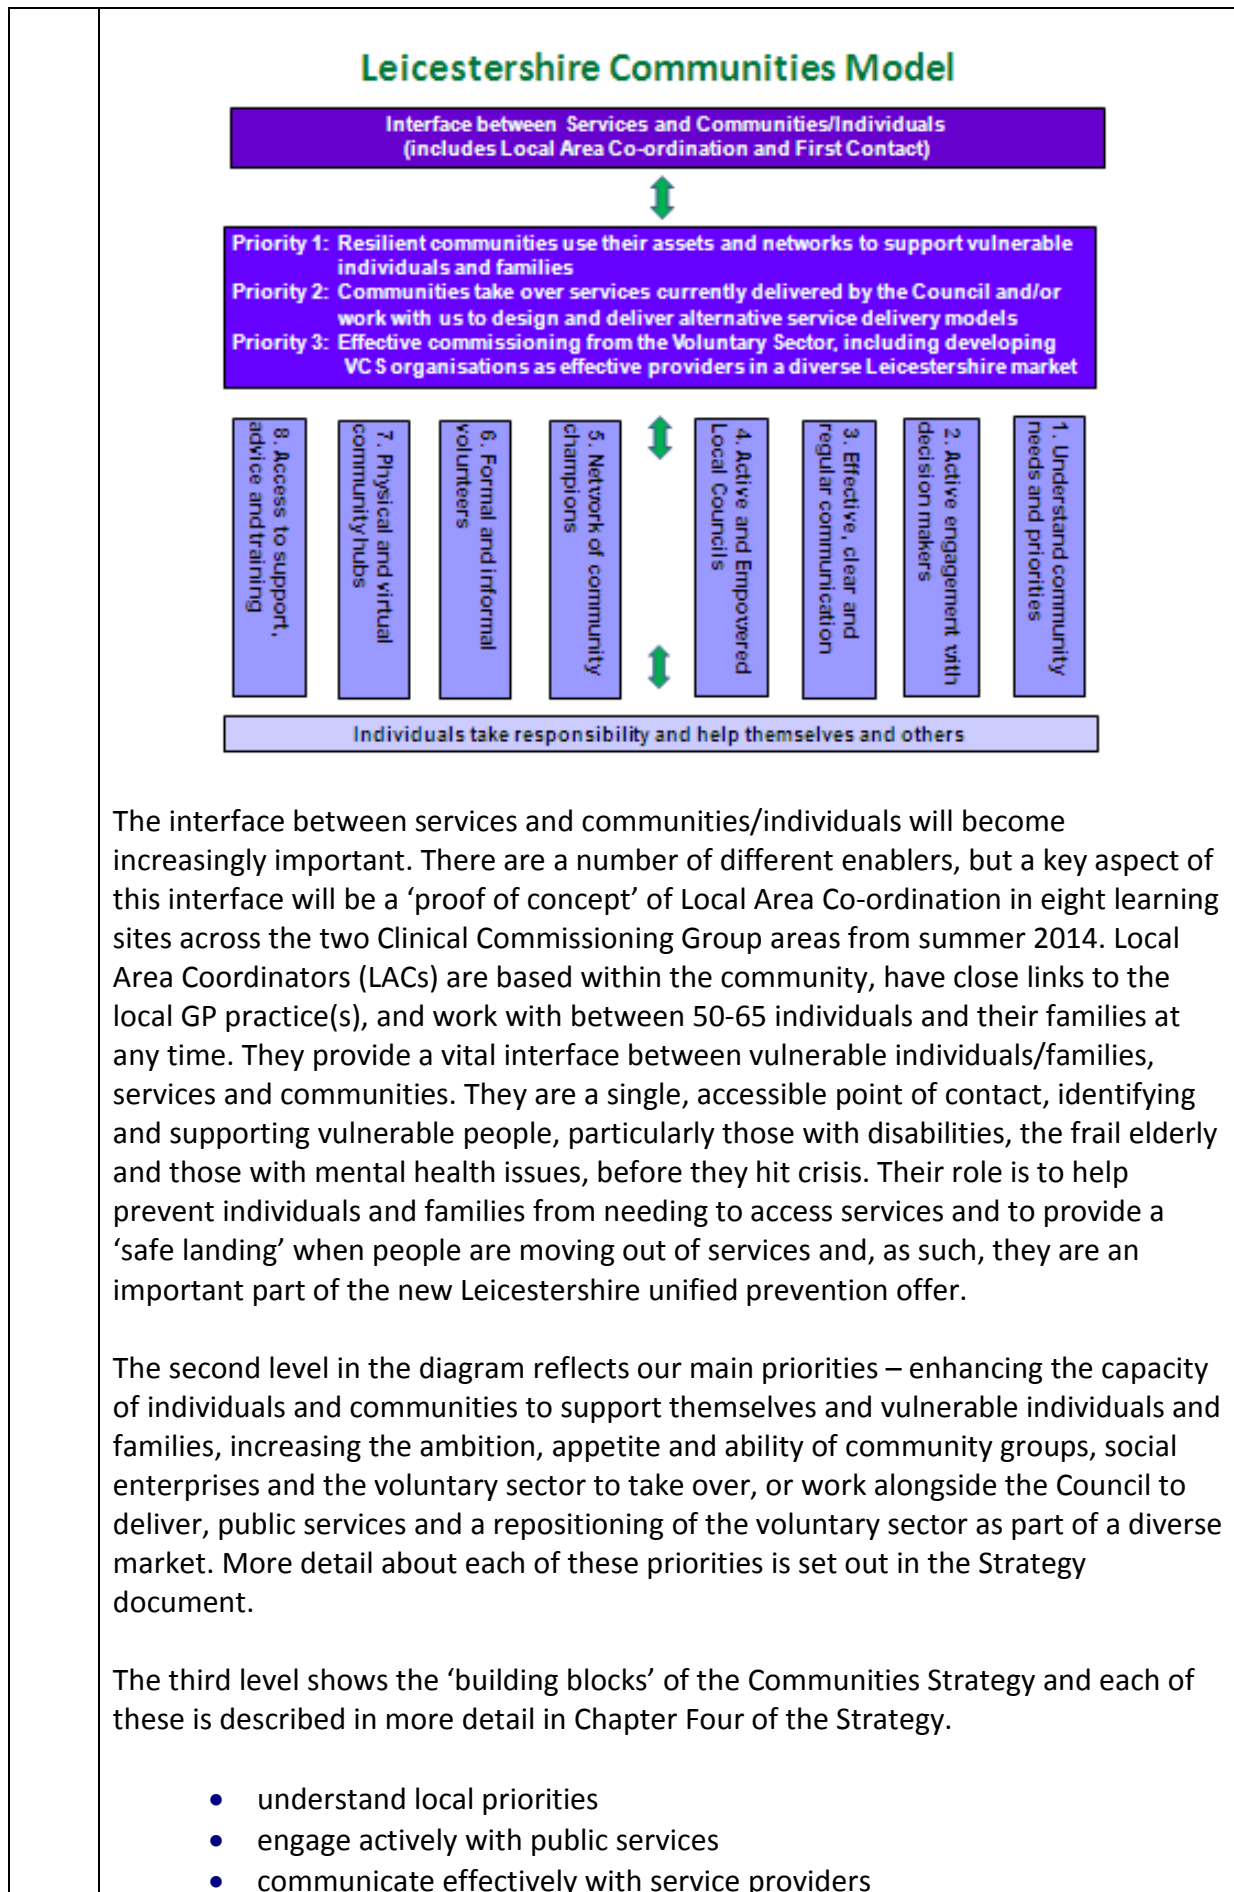 Leicestershire Communities Model
Interface between Services and Communities/Individuals
(includes Local Area Co-ordination and First Contact)
Priority 1: Resilient communities use their assets and networks to support vulnerable
individuals and families
Priority 2: Communities take over services currently delivered by the Council and/or
work with us to design and deliver alternative service delivery models
Priority 3: Effective commissioning from the Voluntary Sector, including developing
VCS organisations as effective providers in a diverse Leicestershire market
8. Access to support,
advice and training
7. Physical and virtual
community hubs
6. Formal and informal
volunteers
5. Network of community
champions
4. Active and Empowered
Local Councils
3. Effective, clear and
regular communication
2. Active engagement with
decision makers
1. Understand community
needs and priorities
Individuals take responsibility and help themselves and others
The interface between services and communities/individuals will become
increasingly important. There are a number of different enablers, but a key aspect of
this interface will be a ‘proof of concept’ of Local Area Co-ordination in eight learning
sites across the two Clinical Commissioning Group areas from summer 2014. Local
Area Coordinators (LACs) are based within the community, have close links to the
local GP practice(s), and work with between 50-65 individuals and their families at
any time. They provide a vital interface between vulnerable individuals/families,
services and communities. They are a single, accessible point of contact, identifying
and supporting vulnerable people, particularly those with disabilities, the frail elderly
and those with mental health issues, before they hit crisis. Their role is to help
prevent individuals and families from needing to access services and to provide a
‘safe landing’ when people are moving out of services and, as such, they are an
important part of the new Leicestershire unified prevention offer.
The second level in the diagram reflects our main priorities – enhancing the capacity
of individuals and communities to support themselves and vulnerable individuals and
families, increasing the ambition, appetite and ability of community groups, social
enterprises and the voluntary sector to take over, or work alongside the Council to
deliver, public services and a repositioning of the voluntary sector as part of a diverse
market. More detail about each of these priorities is set out in the Strategy
document.
The third level shows the ‘building blocks’ of the Communities Strategy and each of
these is described in more detail in Chapter Four of the Strategy.
• understand local priorities
• engage actively with public services
• communicate effectively with service providers